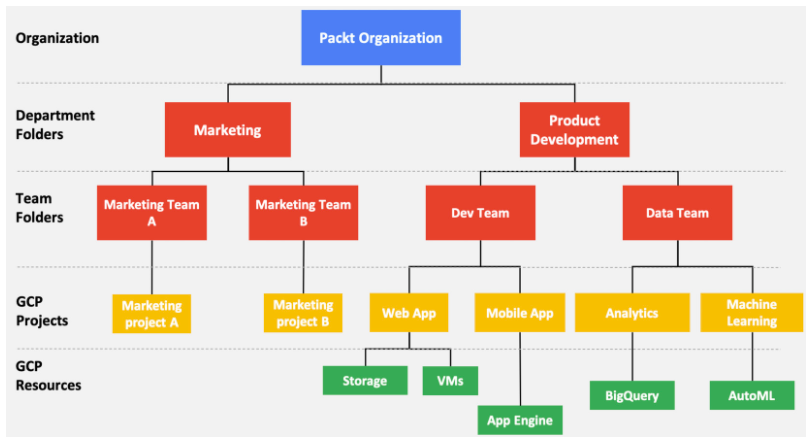 Organization
Packt Organization
Department
Folders
Marketing
Product
Development
Team
Folders
Marketing Team
A
Marketing Team
B
Dev Team
Data Team
GCP
Projects
Marketing
project A
Marketing
project B
Web App
Mobile App
Analytics
Machine
Learning
GCP
Resources
Storage
VMs
App Engine
BigQuery
AutoML